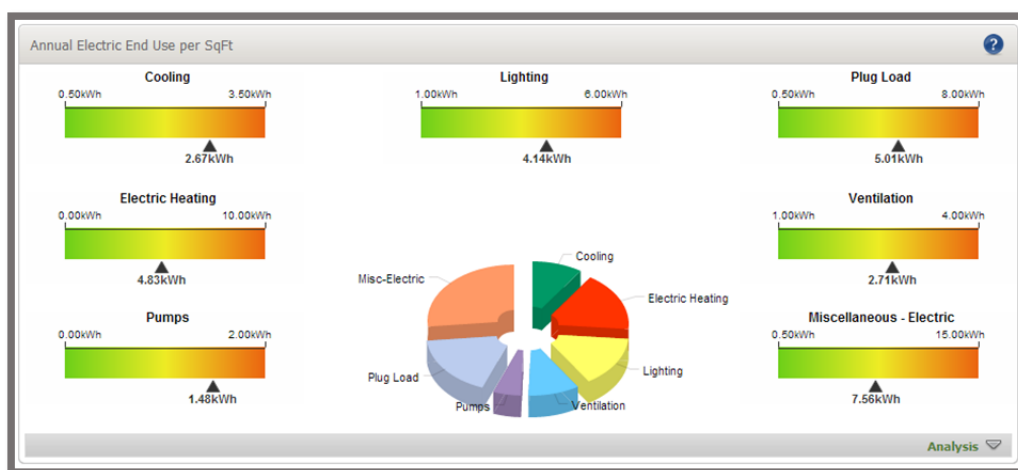 Annual Electric End Use per SqFt
?
Cooling
0.50kWh 3.50kWh
2.67kWh
Lighting
1.00kWh 6.00kWh
4.14kWh
Plug Load
0.50kWh 8.00kWh
5.01kWh
Electric Heating
0.00kWh 10.00kWh
4.83kWh
Ventilation
1.00kWh 4.00kWh
2.71kWh
Pumps
0.00kWh 2.00kWh
1.48kWh
Cooling
Misc-Electric
Electric Heating
Lighting
Plug Load
Pumps
Ventilation
Miscellaneous - Electric
0.50kWh 15.00kWh
7.56kWh
Analysis